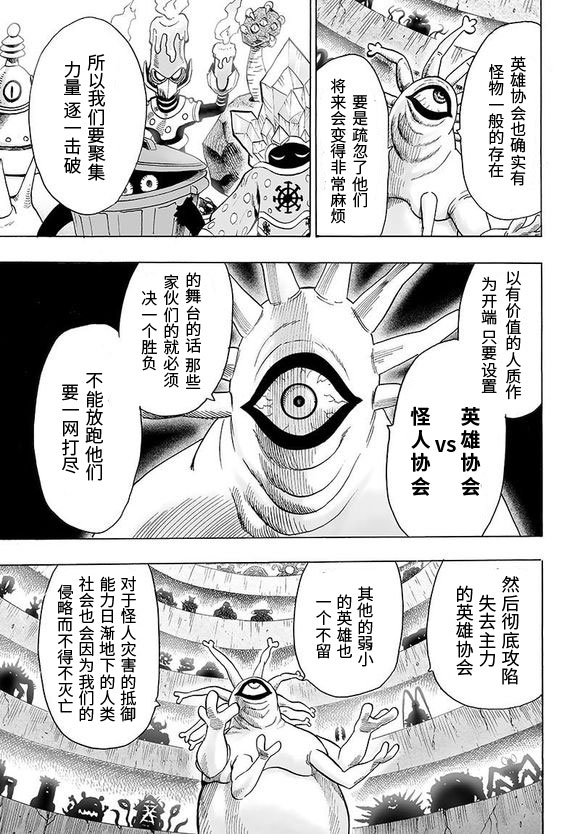 英雄协会也确实有
怪物 一般的存在
要是疏忽了他们
将来会变得非常麻烦
所以我们要聚集
力量 逐一击破
以有价值的人质作
为开端 只要设置
英雄协会
vs
怪人协会
的舞台的话 那些
家伙们的就必须
决一个胜负
不能放跑他们
要一网打尽
然后彻底攻陷
失去主力
的英雄协会
其他的弱小
的英雄也
一个不留
对于怪人灾害的抵御
能力日渐地下的人类
社会也会因为我们的
侵略而不得不灭亡